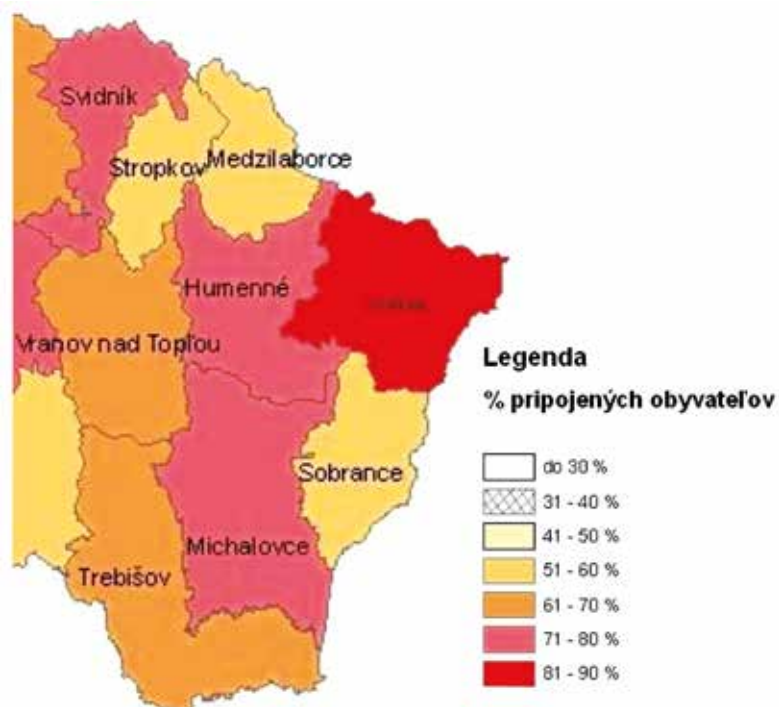 Svidník
Stropkov
Medzilaborce
Humenné
Vranov nad Topľou
Sobrance
Michalovce
Trebišov
Legenda
% pripojených obyvateľov
do 30 %
31 - 40 %
41 - 50 %
51 - 60 %
61 - 70 %
71 - 80 %
81 - 90 %